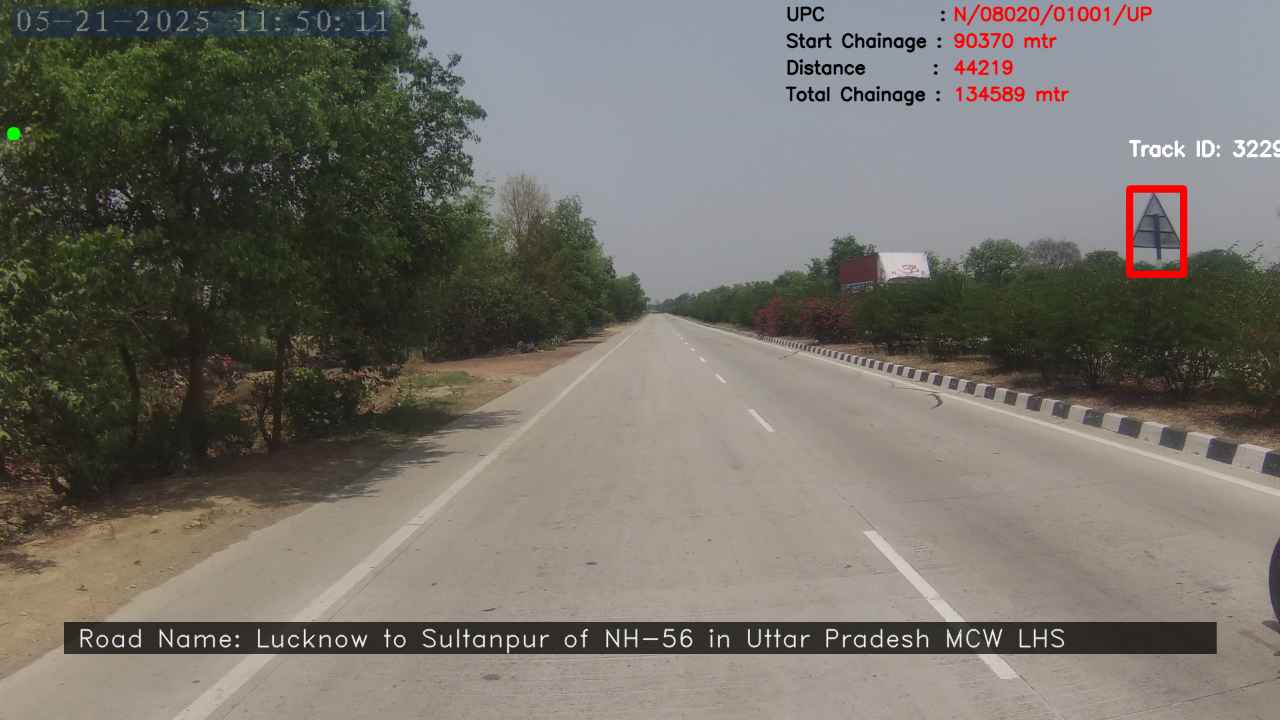 05-21-2025 11:50:11
UPC : N/08020/01001/UP
Start Chainage : 90370 mtr
Distance : 44219
Total Chainage : 134589 mtr
Track ID: 3229
Road Name: Lucknow to Sultanpur of NH-56 in Uttar Pradesh MCW LHS